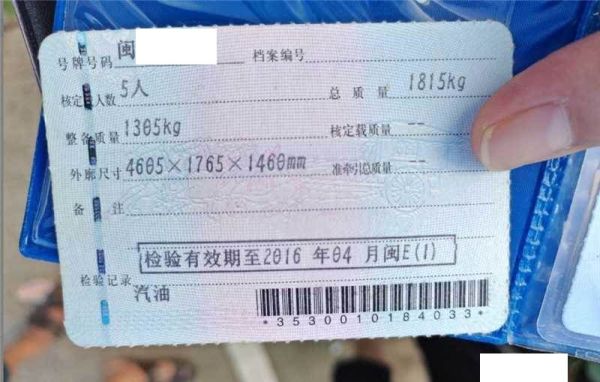 号牌号码 闽 档案编号
核定载人数 5人 总质量 1815kg
整备质量 1305kg 核定载质量 --
外廓尺寸 4605×1765×1460mm 准牵引总质量 --
备注
检验有效期至2016 年04 月闽E(1)
检验记录
汽油
*3530010184033*